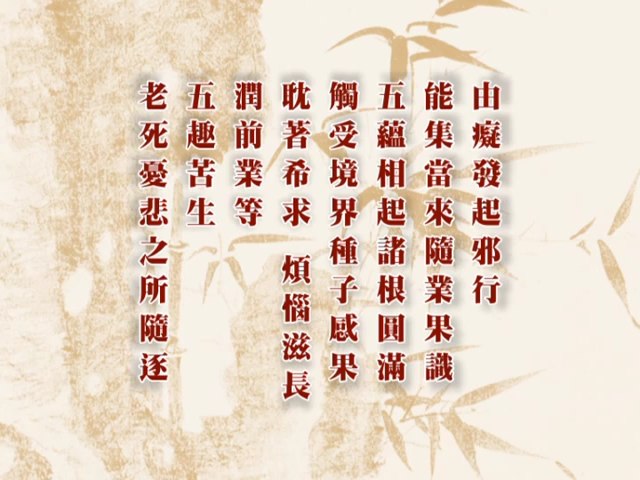 由癡發起邪行
能集當來隨業果識
五蘊相起諸根圓滿
觸受境界種子感果
耽著希求 煩惱滋長
潤前業等
五趣苦生
老死憂悲之所隨逐